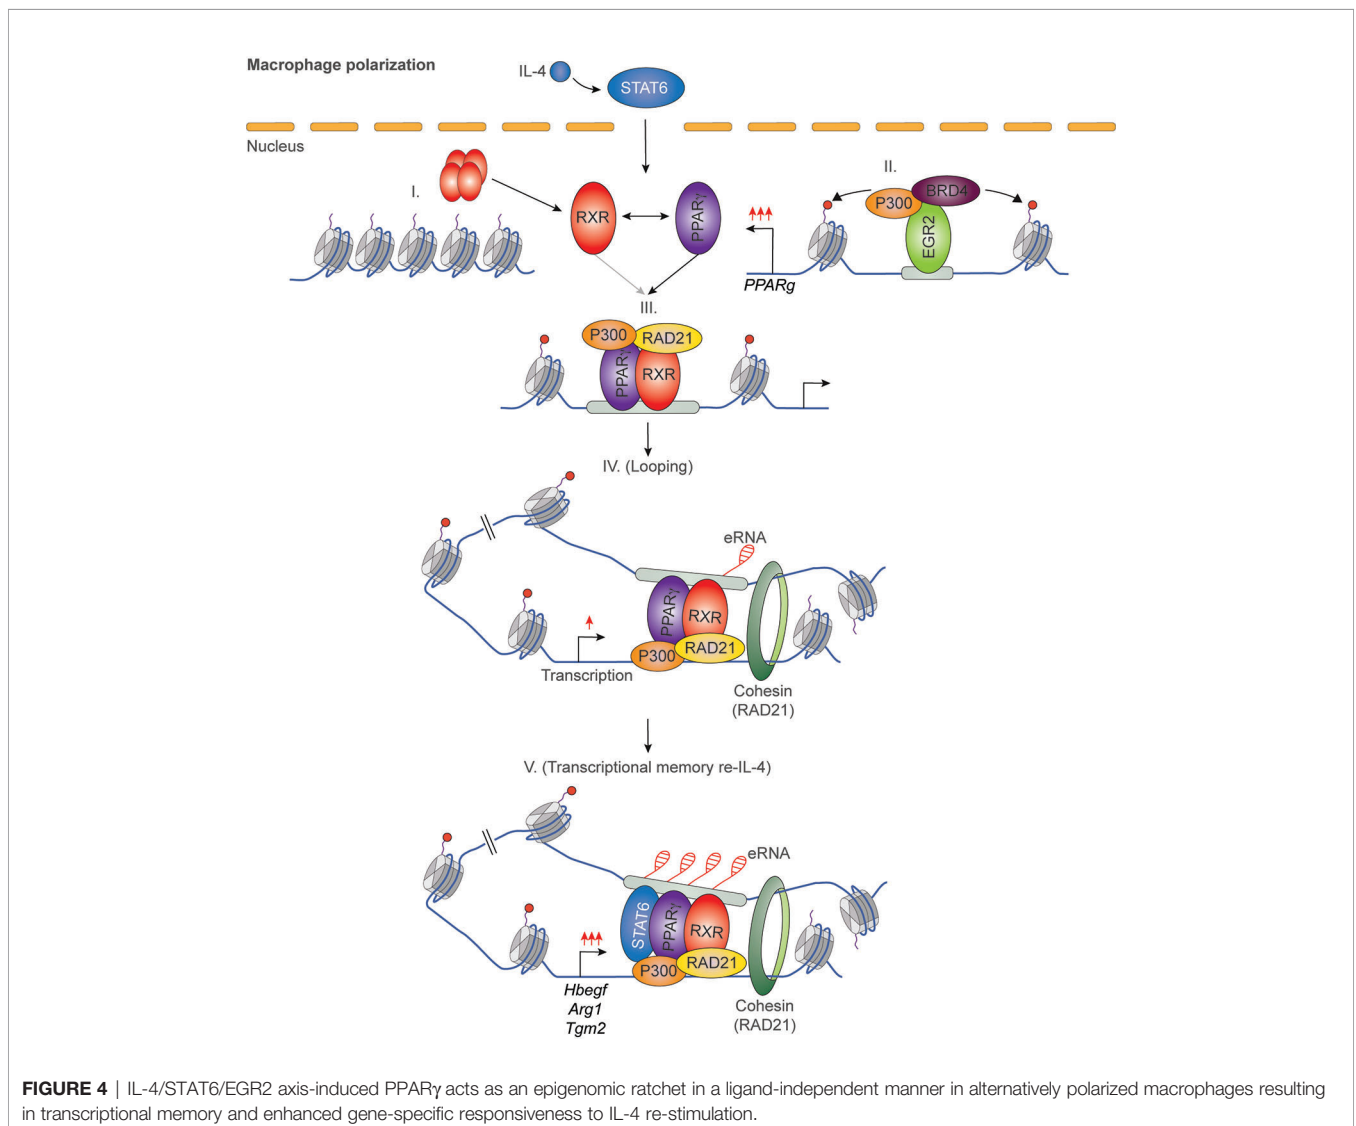 Macrophage polarization
IL-4
STAT6
Nucleus
I.
RXR
PPARγ
II.
P300
BRD4
EGR2
PPARg
III.
P300
RAD21
PPARγ
RXR
IV. (Looping)
eRNA
PPARγ
RXR
P300
RAD21
Transcription
Cohesin
(RAD21)
V. (Transcriptional memory re-IL-4)
eRNA
STAT6
PPARγ
RXR
P300
RAD21
Hbegf
Arg1
Tgm2
Cohesin
(RAD21)
FIGURE 4 | IL-4/STAT6/EGR2 axis-induced PPARγ acts as an epigenomic ratchet in a ligand-independent manner in alternatively polarized macrophages resulting
in transcriptional memory and enhanced gene-specific responsiveness to IL-4 re-stimulation.